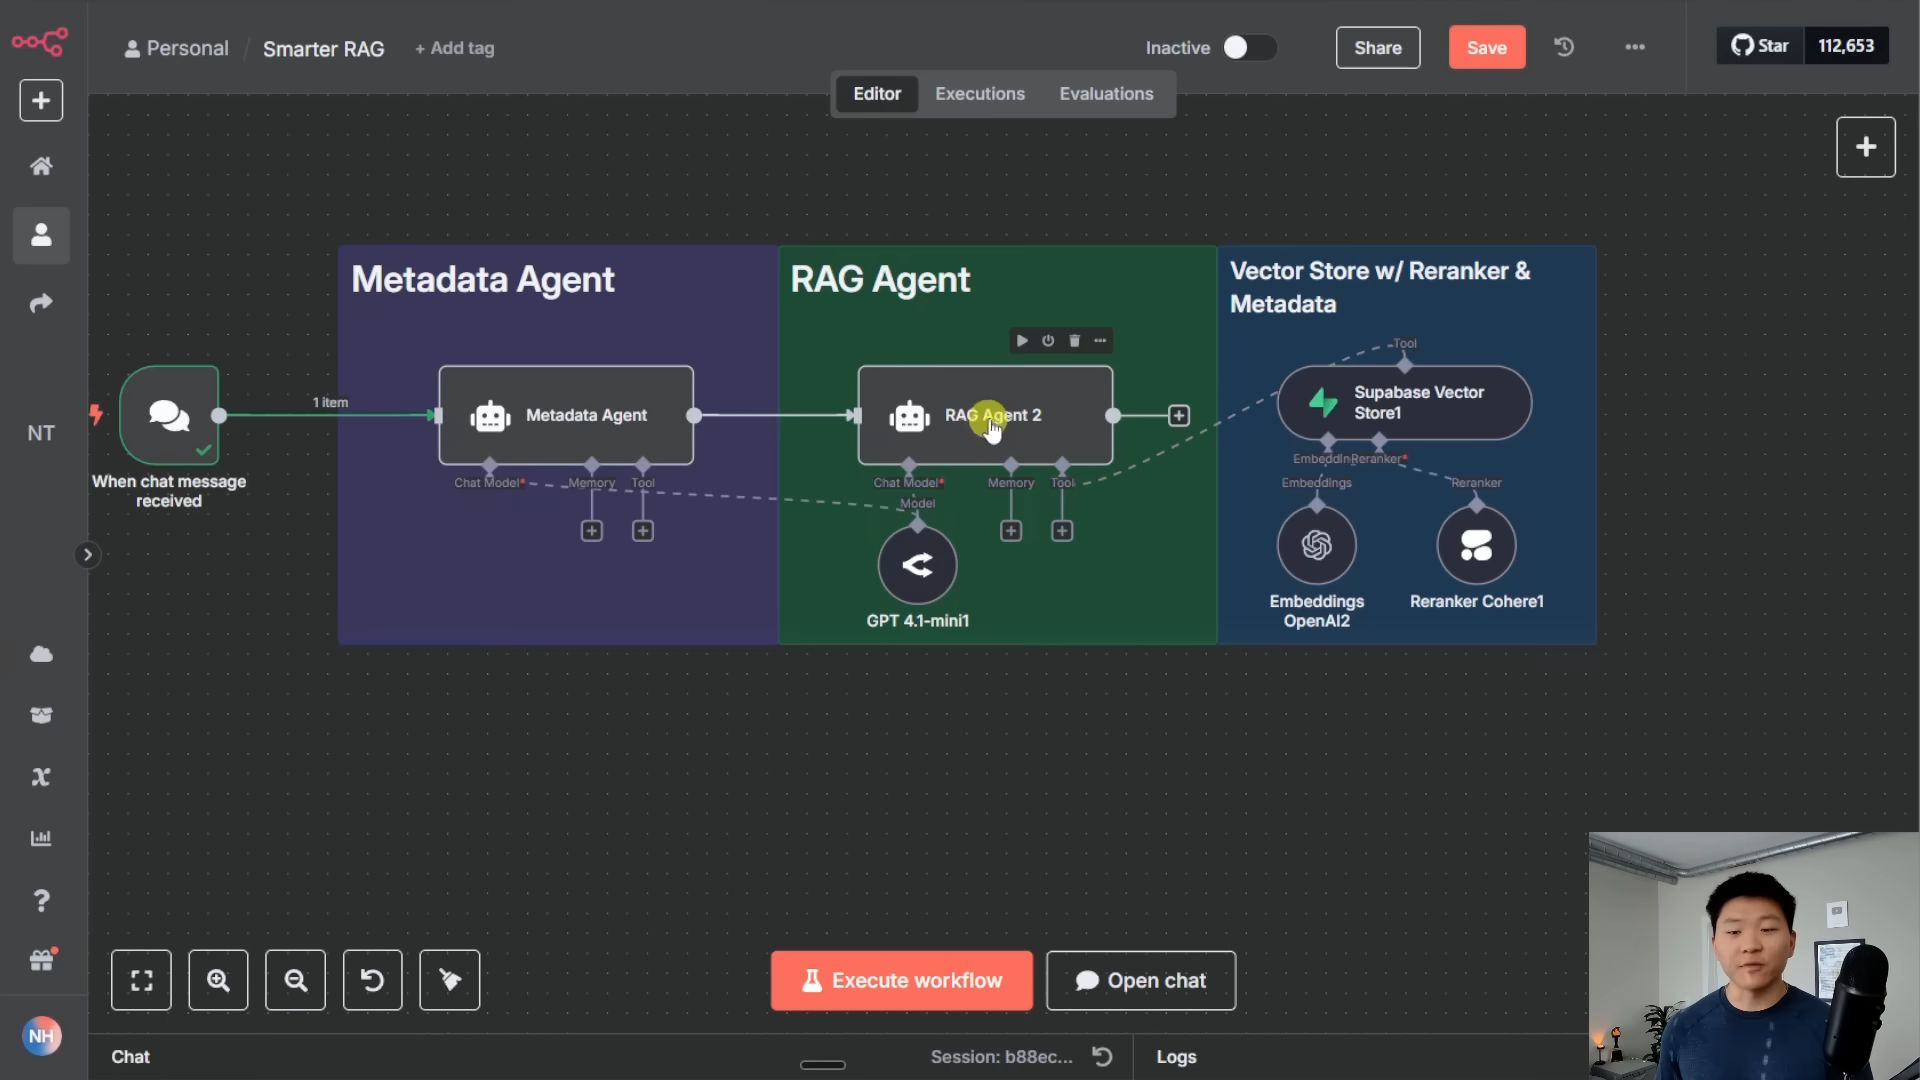 Personal / Smarter RAG + Add tag
Inactive
Share
Save
Star 112,653
Editor Executions Evaluations
Metadata Agent
RAG Agent
Vector Store w/ Reranker &
Metadata
Tool
1 item
Metadata Agent
RAG Agent 2
Supabase Vector
Store1
When chat message
received
NT
Chat Model* Memory Tool
Chat Model* Memory Tool
Model
Embeddin Reranker*
Embeddings Reranker
GPT 4.1-mini1
Embeddings
OpenAI2
Reranker Cohere1
Execute workflow
Open chat
NH
Chat
Session: b88ec...
Logs